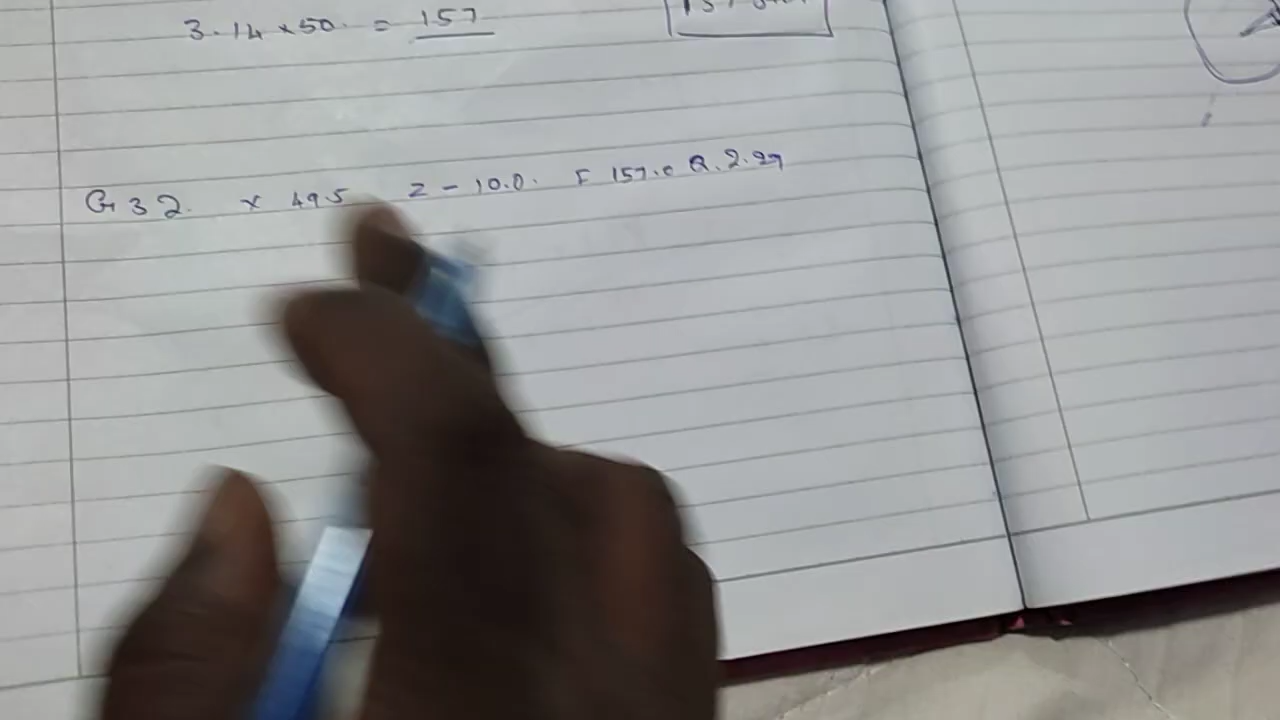 3.14 x 50. = 157
G32. x 49.5 Z - 10.0. F 157.0 Q. 2.29